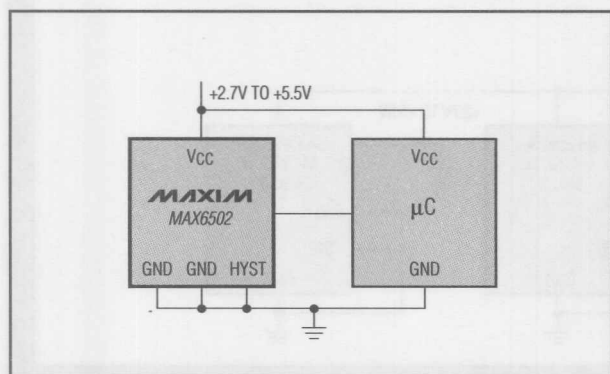 +2.7V TO +5.5V
VCC
VCC
MAXIM
MAX6502
µC
GND GND HYST
GND